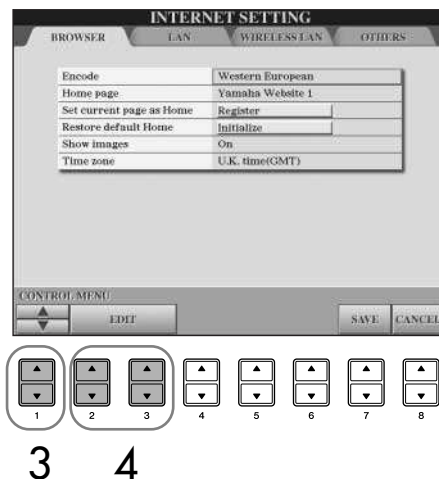 INTERNET SETTING
BROWSER LAN WIRELESS LAN OTHERS
Encode Western European
Home page Yamaha Website 1
Set current page as Home Register
Restore default Home Initialize
Show images On
Time zone U.K. time(GMT)
CONTROL MENU
EDIT SAVE CANCEL
1 2 3 4 5 6 7 8
3 4